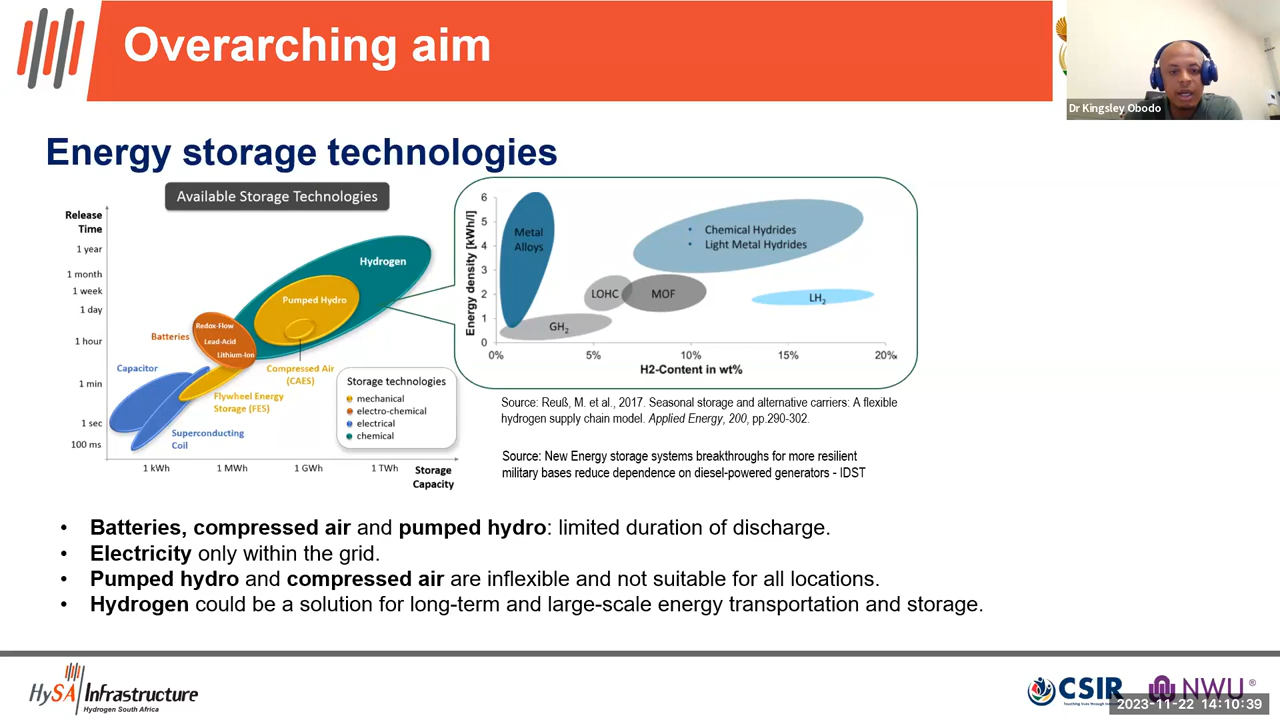 Overarching aim
Dr Kingsley Obodo
Energy storage technologies
Available Storage Technologies
Release
Time
1 year
1 month
1 week
1 day
1 hour
1 min
1 sec
100 ms
Hydrogen
Pumped Hydro
Redox-Flow
Batteries
Lead-Acid
Lithium-Ion
Compressed Air
(CAES)
Capacitor
Flywheel Energy
Storage (FES)
Superconducting
Coil
Storage technologies
mechanical
electro-chemical
electrical
chemical
1 kWh
1 MWh
1 GWh
1 TWh
Storage
Capacity
Energy density [kWh/l]
6
5
4
3
2
1
0
Metal
Alloys
• Chemical Hydrides
• Light Metal Hydrides
LOHC
MOF
LH2
GH2
0%
5%
10%
15%
20%
H2-Content in wt%
Source: Reuß, M. et al., 2017. Seasonal storage and alternative carriers: A flexible
hydrogen supply chain model. Applied Energy, 200, pp.290-302.
Source: New Energy storage systems breakthroughs for more resilient
military bases reduce dependence on diesel-powered generators - IDST
• Batteries, compressed air and pumped hydro: limited duration of discharge.
• Electricity only within the grid.
• Pumped hydro and compressed air are inflexible and not suitable for all locations.
• Hydrogen could be a solution for long-term and large-scale energy transportation and storage.
HySA Infrastructure
Hydrogen South Africa
CSIR
NWU®
2023-11-22 14:10:39